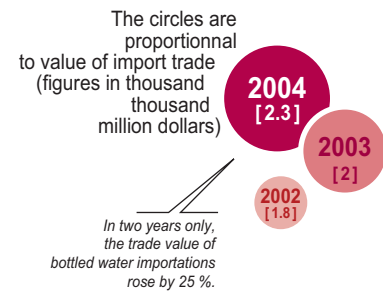 The circles are
proportionnal
to value of import trade
(figures in thousand
thousand
million dollars)
2004
[2.3]
2003
[2]
2002
[1.8]
In two years only,
the trade value of
bottled water importations
rose by 25 %.